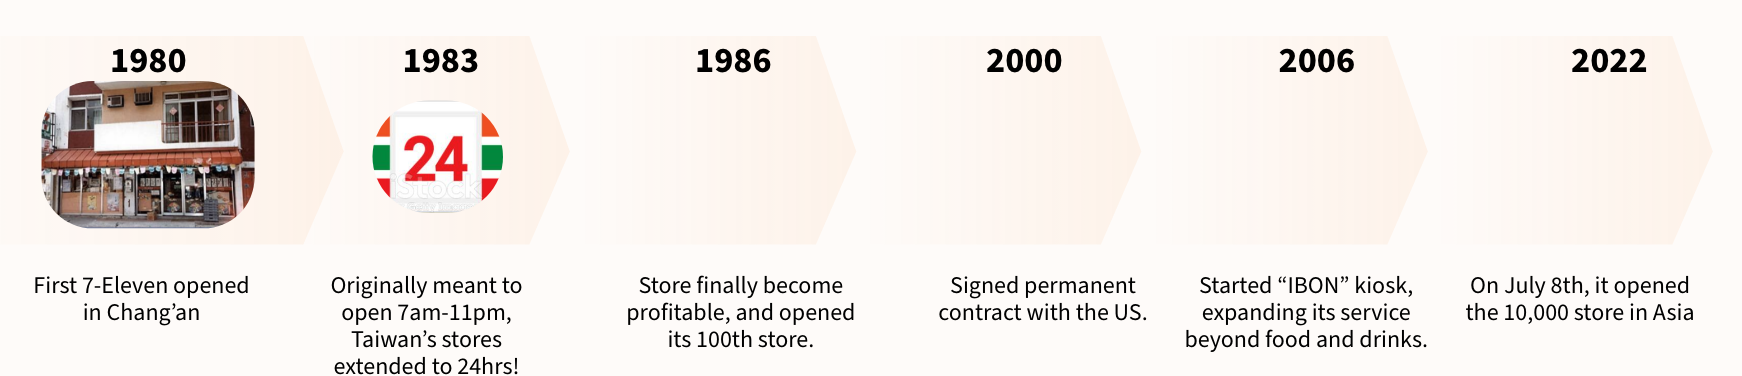 1980
First 7-Eleven opened
in Chang’an
1983
24
iStock
Originally meant to
open 7am-11pm,
Taiwan’s stores
extended to 24hrs!
1986
Store finally become
profitable, and opened
its 100th store.
2000
Signed permanent
contract with the US.
2006
Started “IBON” kiosk,
expanding its service
beyond food and drinks.
2022
On July 8th, it opened
the 10,000 store in Asia